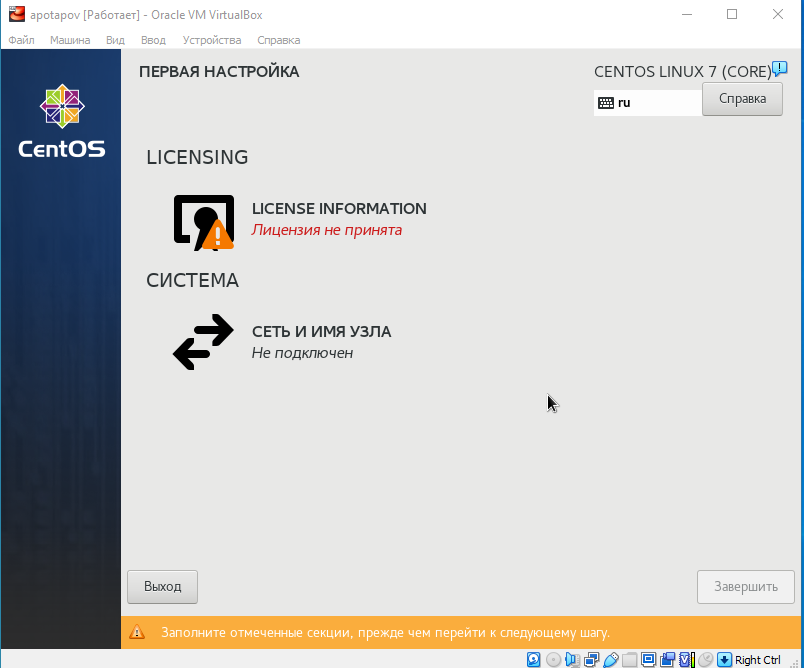 apotapov [Работает] - Oracle VM VirtualBox
Файл Машина Вид Ввод Устройства Справка
ПЕРВАЯ НАСТРОЙКА
CENTOS LINUX 7 (CORE)
ru
Справка
CentOS
LICENSING
LICENSE INFORMATION
Лицензия не принята
СИСТЕМА
СЕТЬ И ИМЯ УЗЛА
Не подключен
Выход
Завершить
Заполните отмеченные секции, прежде чем перейти к следующему шагу.
Right Ctrl